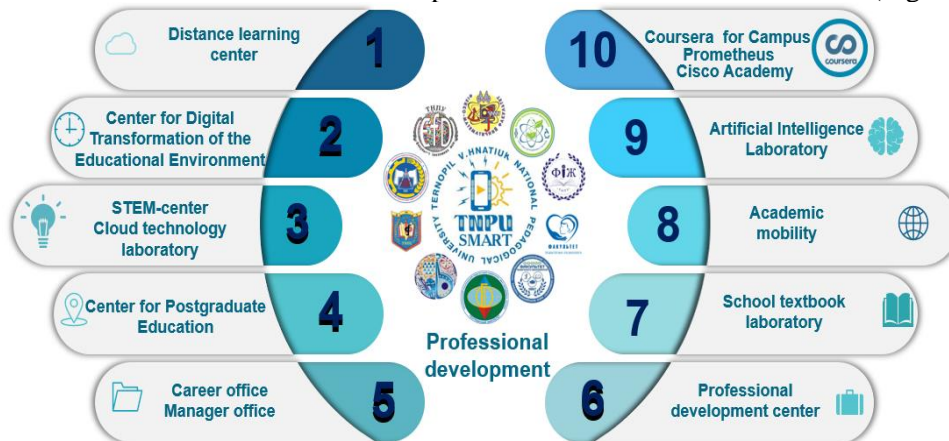 Distance learning
center
1
Center for Digital
Transformation of the
Educational Environment
2
STEM-center
Cloud technology
laboratory
3
Center for Postgraduate
Education
4
Career office
Manager office
5
TERNOPIL V.HNATIUK NATIONAL PEDAGOGICAL UNIVERSITY
TNPU
SMART
ФіЖ
Professional
development
10
Coursera for Campus
Prometheus
Cisco Academy
coursera
9
Artificial Intelligence
Laboratory
8
Academic
mobility
7
School textbook
laboratory
6
Professional
development center